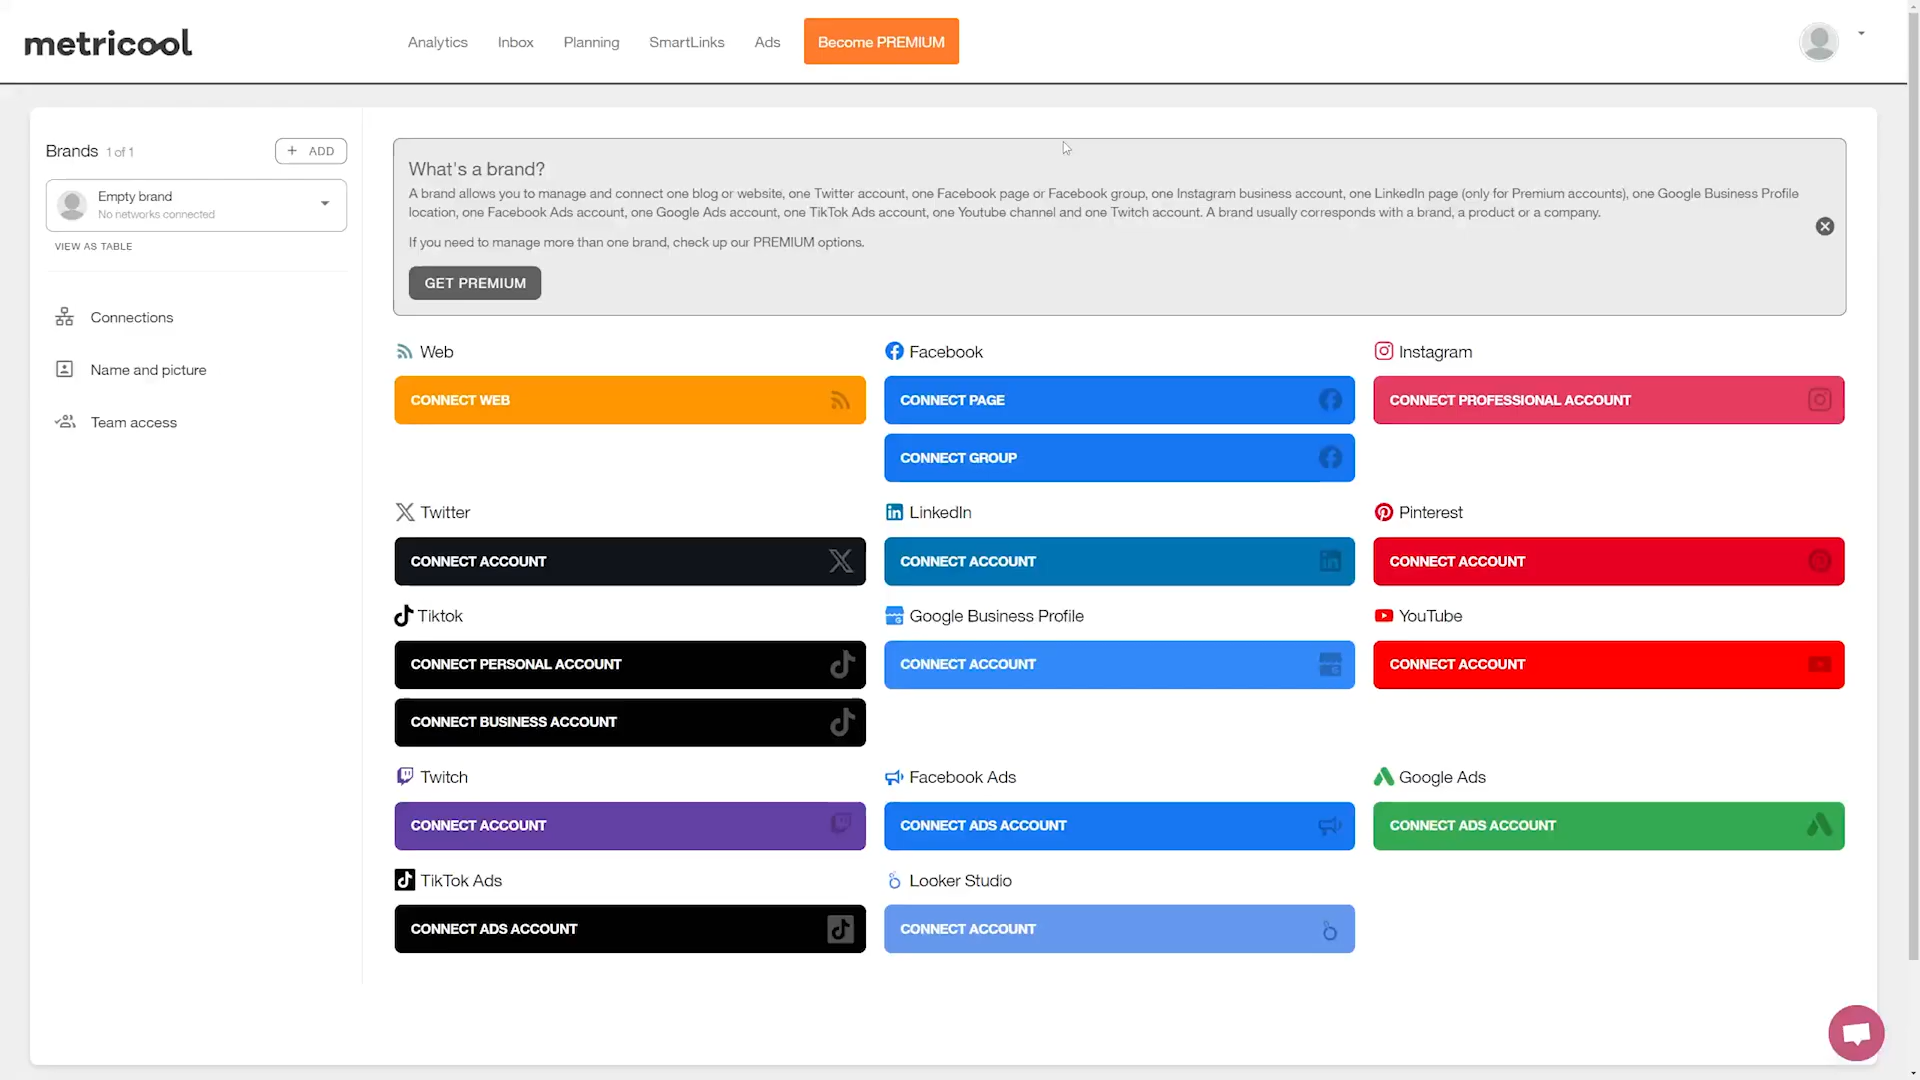 metricool
Analytics
Inbox
Planning
SmartLinks
Ads
Become PREMIUM
Brands 1 of 1
+ ADD
Empty brand
No networks connected
VIEW AS TABLE
Connections
Name and picture
Team access
What's a brand?
A brand allows you to manage and connect one blog or website, one Twitter account, one Facebook page or Facebook group, one Instagram business account, one LinkedIn page (only for Premium accounts), one Google Business Profile
location, one Facebook Ads account, one Google Ads account, one TikTok Ads account, one Youtube channel and one Twitch account. A brand usually corresponds with a brand, a product or a company.
If you need to manage more than one brand, check up our PREMIUM options.
GET PREMIUM
Web
CONNECT WEB
Facebook
CONNECT PAGE
CONNECT GROUP
Instagram
CONNECT PROFESSIONAL ACCOUNT
Twitter
CONNECT ACCOUNT
LinkedIn
CONNECT ACCOUNT
Pinterest
CONNECT ACCOUNT
Tiktok
CONNECT PERSONAL ACCOUNT
CONNECT BUSINESS ACCOUNT
Google Business Profile
CONNECT ACCOUNT
YouTube
CONNECT ACCOUNT
Twitch
CONNECT ACCOUNT
Facebook Ads
CONNECT ADS ACCOUNT
Google Ads
CONNECT ADS ACCOUNT
TikTok Ads
CONNECT ADS ACCOUNT
Looker Studio
CONNECT ACCOUNT